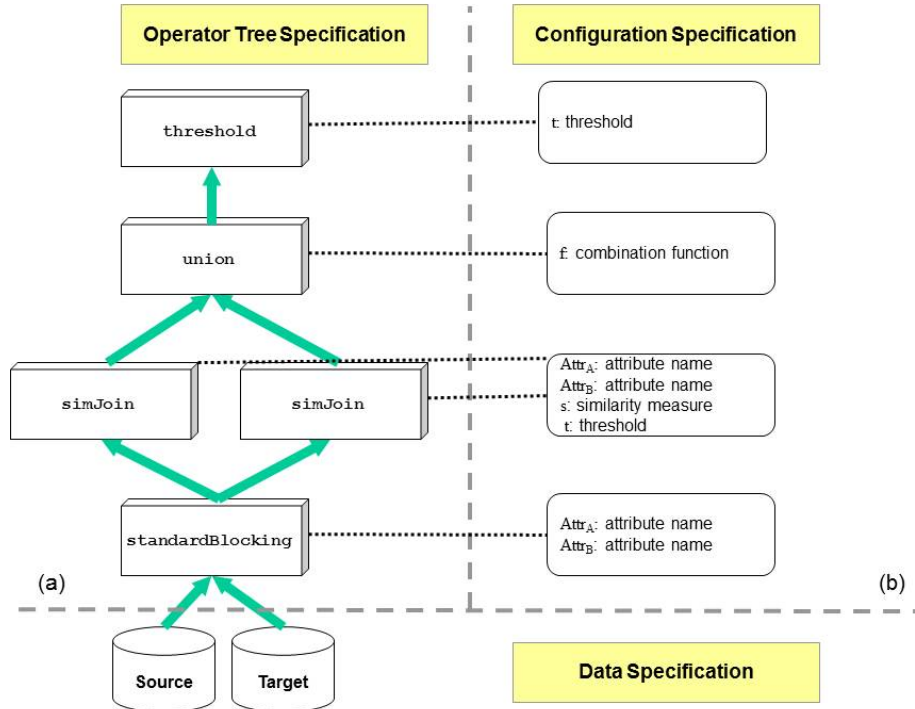 Operator Tree Specification
Configuration Specification
threshold
t: threshold
union
f: combination function
simJoin
simJoin
AttrA: attribute name
AttrB: attribute name
s: similarity measure
t: threshold
standardBlocking
AttrA: attribute name
AttrB: attribute name
(a)
(b)
Source
Target
Data Specification